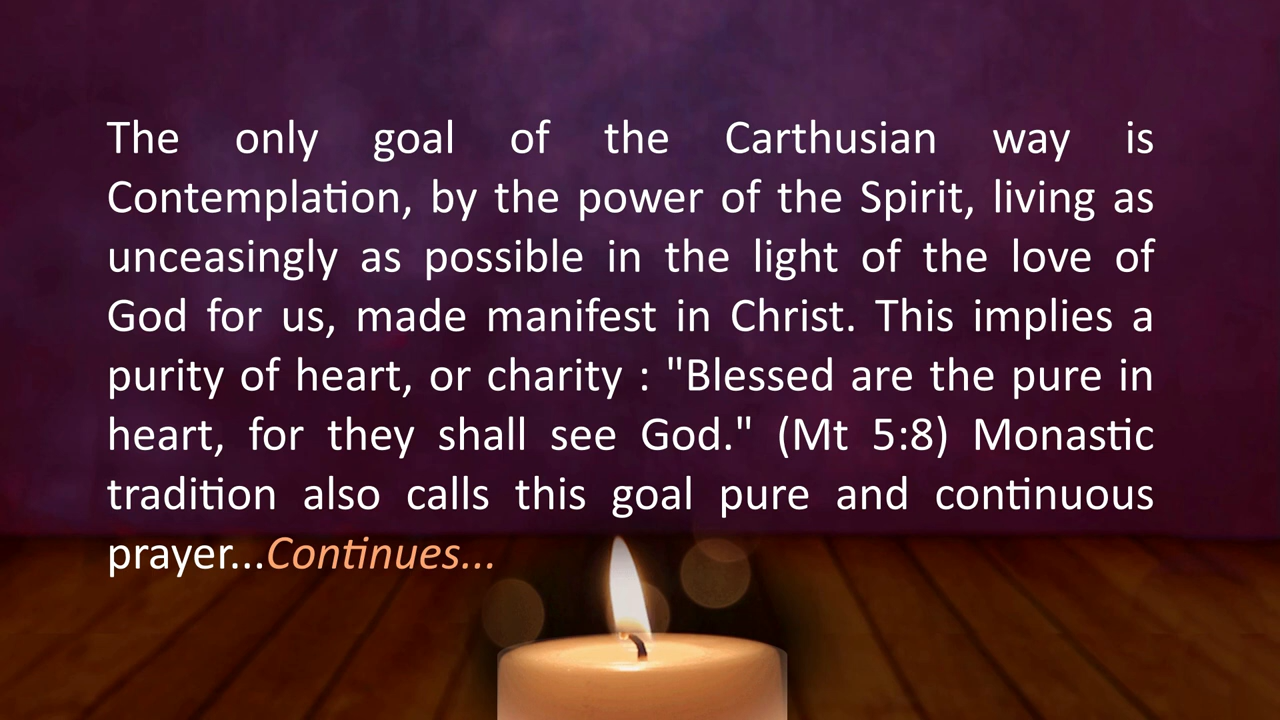 The only goal of the Carthusian way is
Contemplation, by the power of the Spirit, living as
unceasingly as possible in the light of the love of
God for us, made manifest in Christ. This implies a
purity of heart, or charity : "Blessed are the pure in
heart, for they shall see God." (Mt 5:8) Monastic
tradition also calls this goal pure and continuous
prayer...Continues...